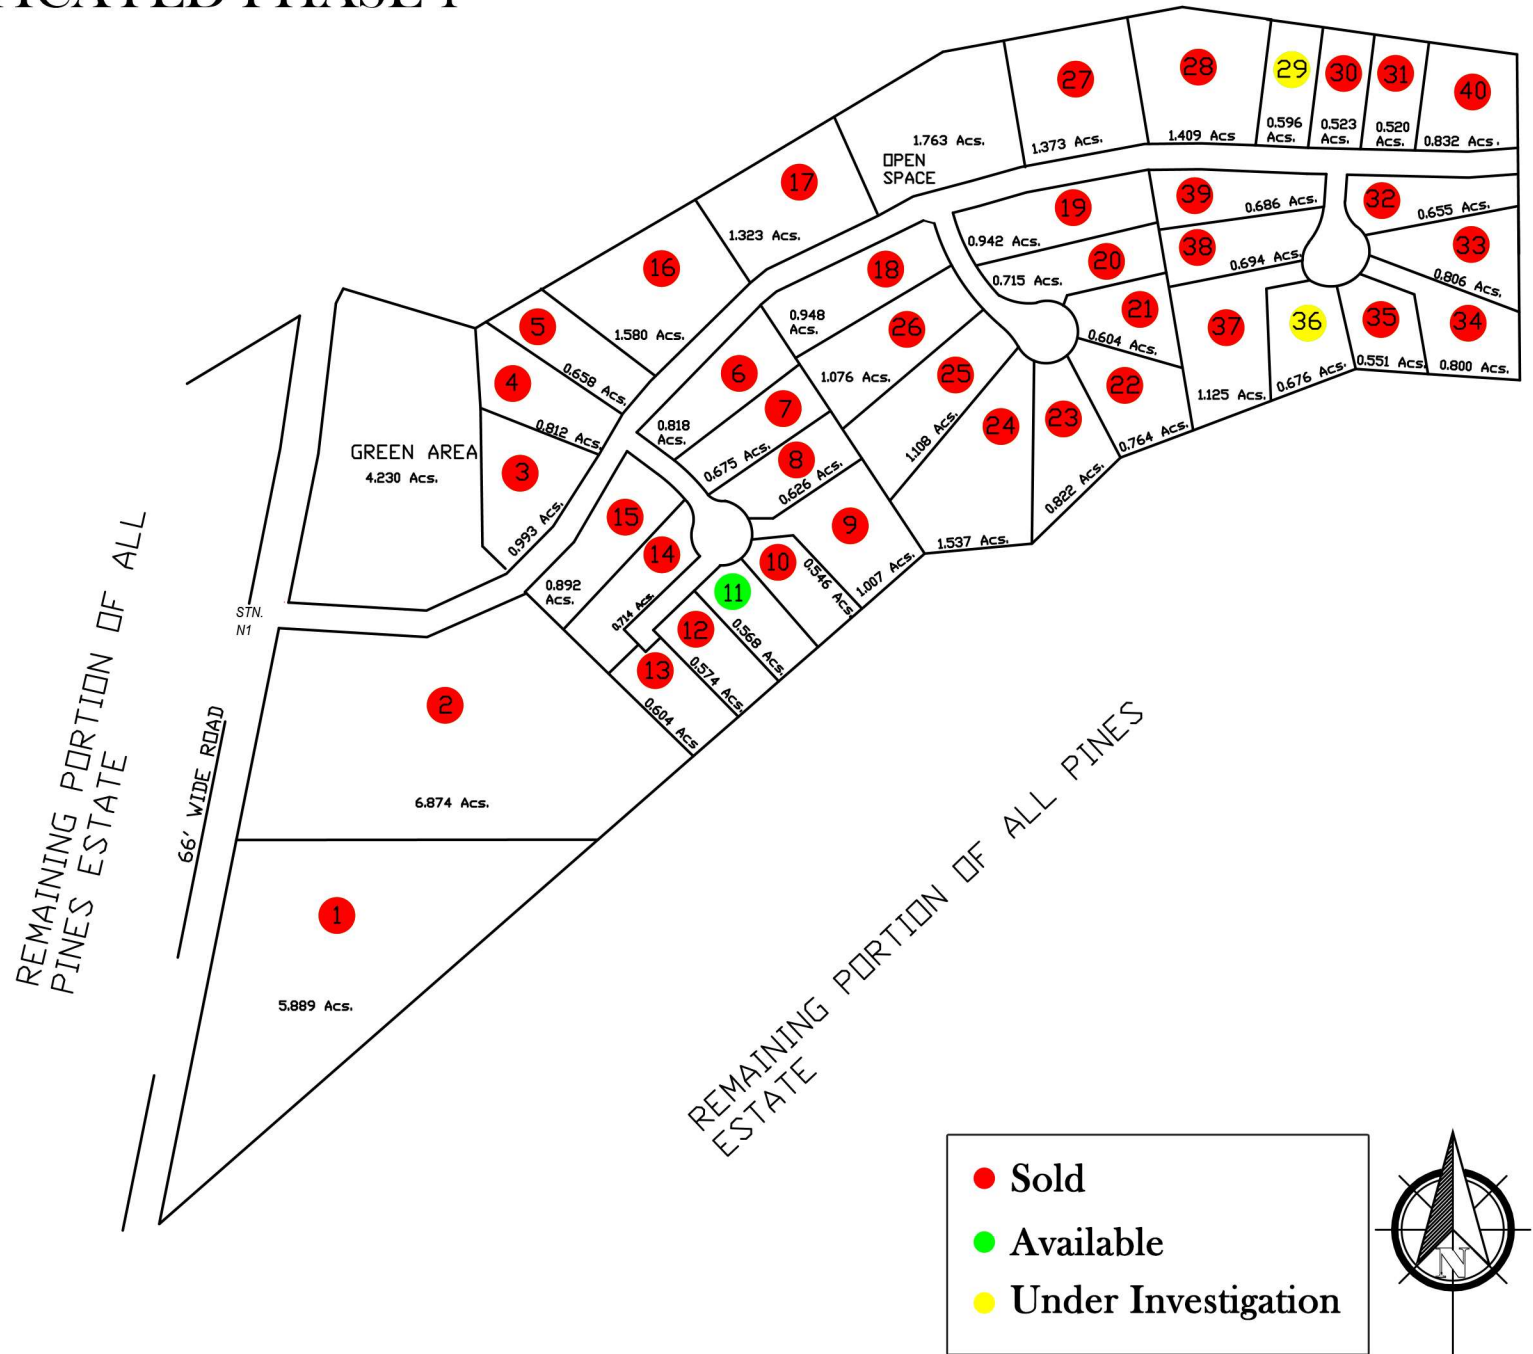 PHASE 1
27
28
29
30
31
40
1.763 Acs.
1.373 Acs.
1.409 Acs
0.596
Acs.
0.523
Acs.
0.520
Acs.
0.832 Acs.
OPEN
SPACE
17
1.323 Acs.
16
1.580 Acs.
5
0.658 Acs.
4
0.812 Acs.
3
0.993 Acs.
GREEN AREA
4.230 Acs.
39
0.686 Acs.
32
0.655 Acs.
19
0.942 Acs.
38
0.694 Acs.
33
0.806 Acs.
20
0.715 Acs.
18
0.948
Acs.
21
0.604 Acs.
37
1.125 Acs.
36
0.676 Acs.
35
0.551 Acs.
34
0.800 Acs.
26
1.076 Acs.
6
0.818
Acs.
25
1.108 Acs.
22
0.764 Acs.
7
0.675 Acs.
24
1.537 Acs.
23
0.822 Acs.
8
0.626 Acs.
15
0.892
Acs.
9
1.007 Acs.
14
0.714 Acs.
10
0.546 Acs.
11
0.568 Acs.
12
0.574 Acs.
13
0.604 Acs
STN.
N1
2
6.874 Acs.
66' WIDE ROAD
REMAINING PORTION OF ALL
PINES ESTATE
1
5.889 Acs.
REMAINING PORTION OF ALL PINES
ESTATE
Sold
Available
Under Investigation
N